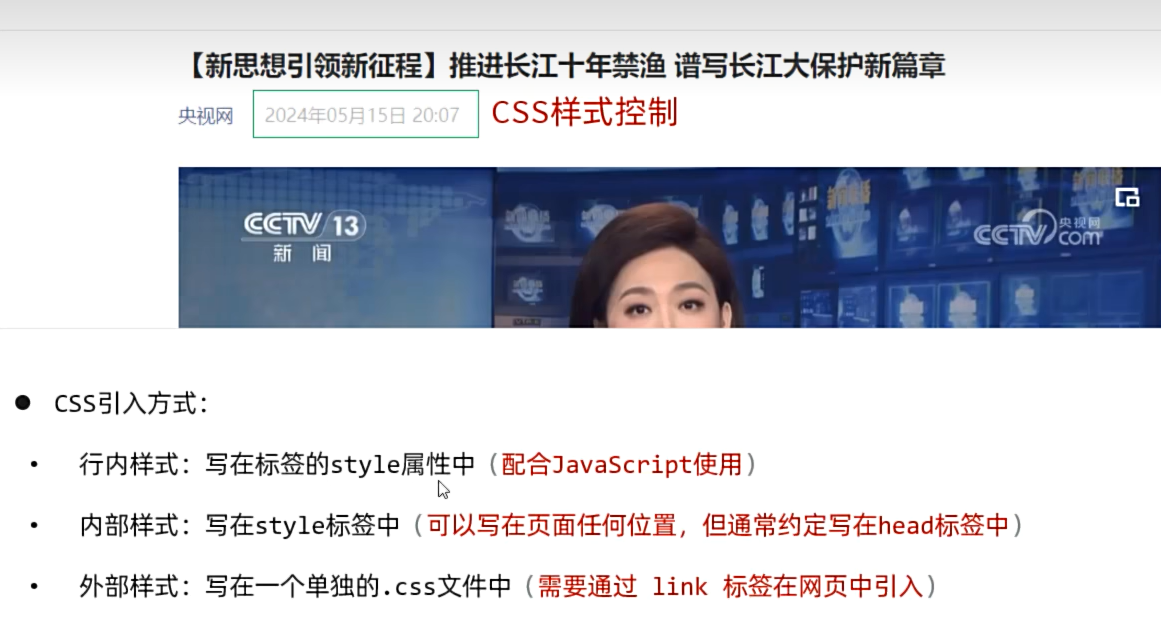 【新思想引领新征程】推进长江十年禁渔 谱写长江大保护新篇章
央视网 2024年05月15日 20:07 CSS样式控制
CCTV 13
新 闻
央视网
CCTV com
● CSS引入方式:
• 行内样式: 写在标签的style属性中 (配合JavaScript使用)
• 内部样式: 写在style标签中 (可以写在页面任何位置, 但通常约定写在head标签中)
• 外部样式: 写在一个单独的.css文件中 (需要通过 link 标签在网页中引入)